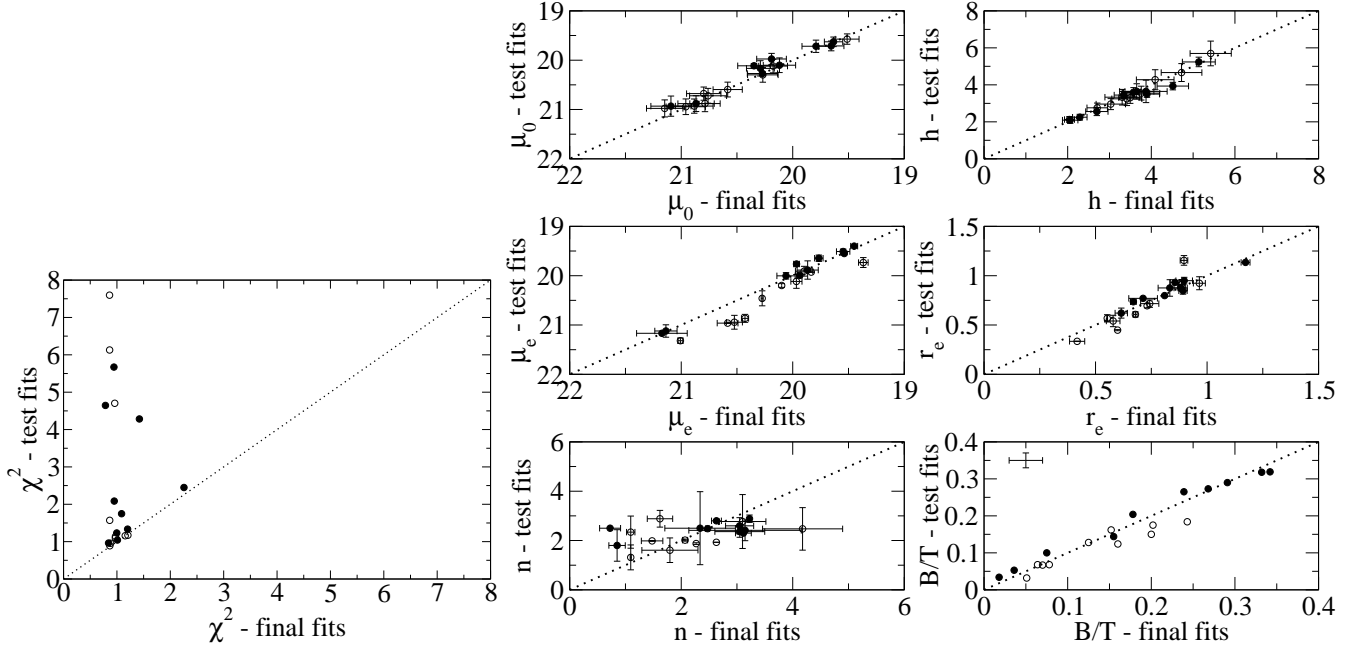 8
7
6
5
4
3
2
1
0
χ² - test fits
0 1 2 3 4 5 6 7 8
χ² - final fits
19
20
21
22
μ₀ - test fits
22 21 20 19
μ₀ - final fits
8
6
4
2
0
h - test fits
0 2 4 6 8
h - final fits
19
20
21
22
μₑ - test fits
22 21 20 19
μₑ - final fits
1.5
1
0.5
0
rₑ - test fits
0 0.5 1 1.5
rₑ - final fits
6
4
2
0
n - test fits
0 2 4 6
n - final fits
0.4
0.3
0.2
0.1
0
B/T - test fits
0 0.1 0.2 0.3 0.4
B/T - final fits